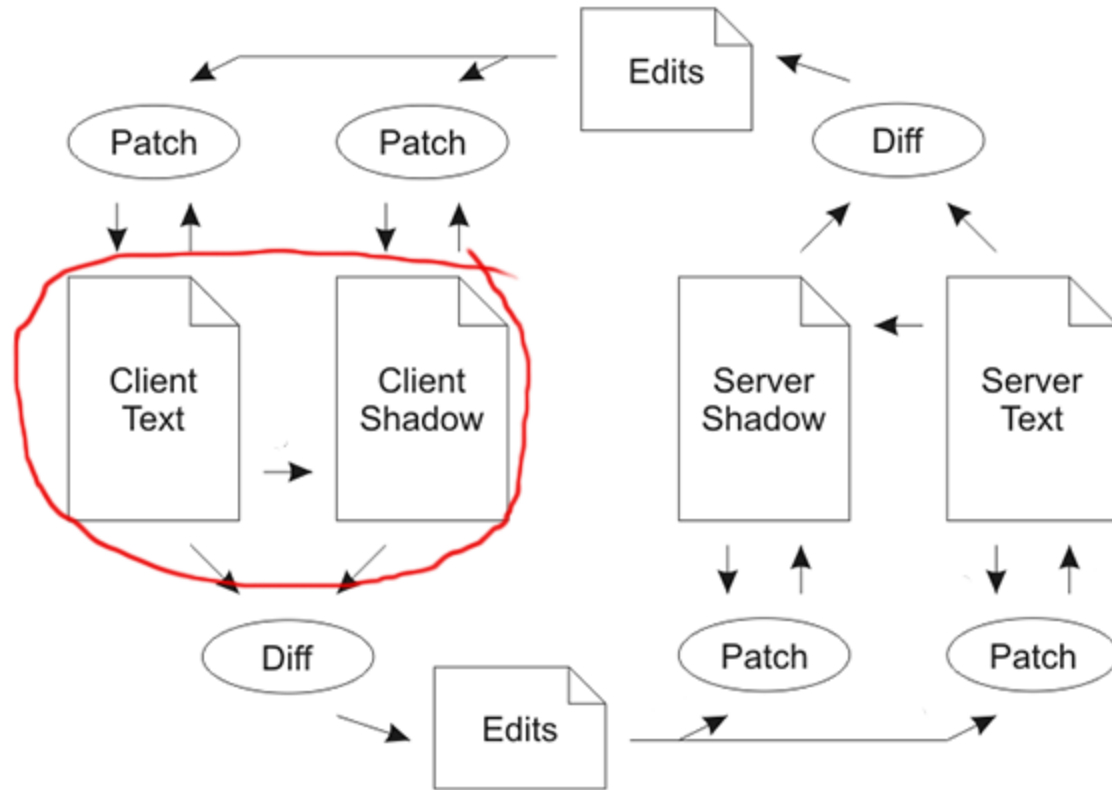 Edits
Patch
Patch
Diff
Client
Text
Client
Shadow
Server
Shadow
Server
Text
Diff
Patch
Patch
Edits